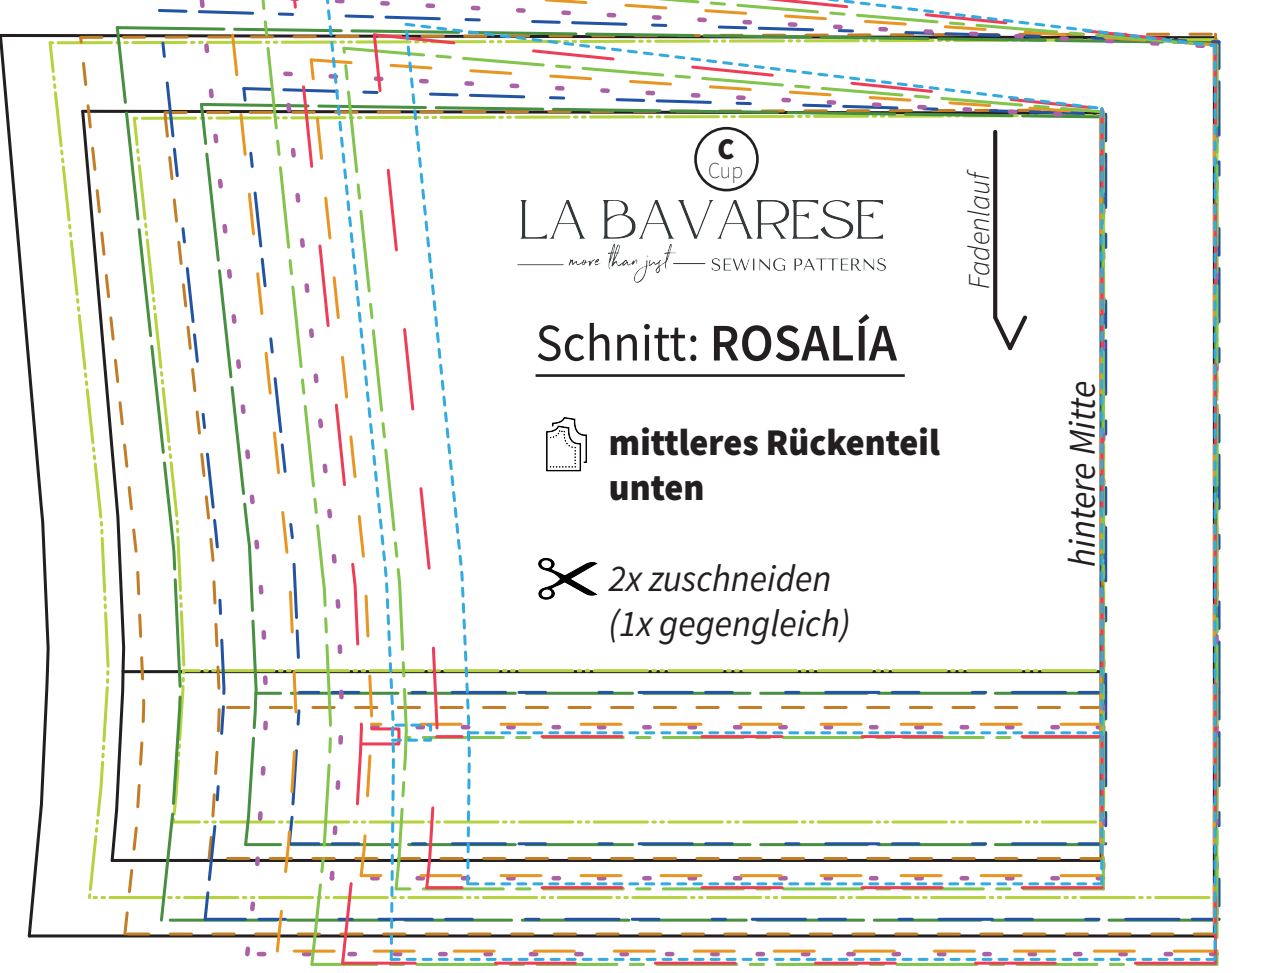 C
Cup
LA BAVARESE
more than just SEWING PATTERNS
Fadenlauf
Schnitt: ROSALÍA
mittleres Rückenteil
unten
hintere Mitte
2x zuschneiden
(1x gegengleich)